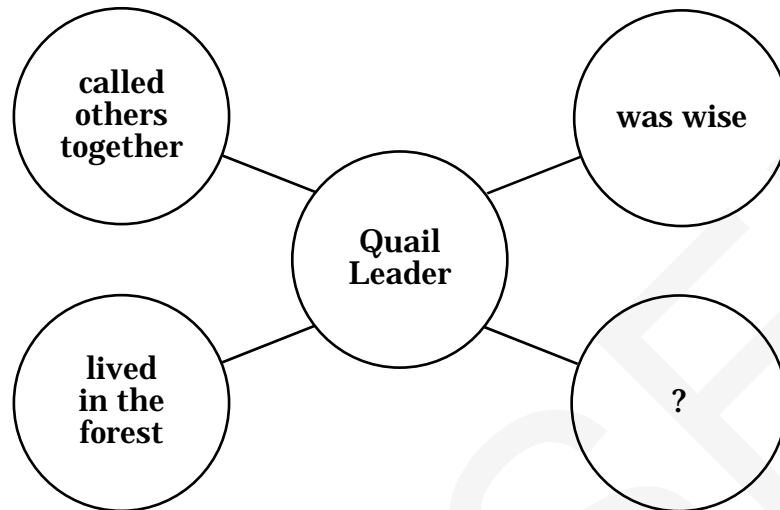 called
others
together
was wise
Quail
Leader
lived
in the
forest
?